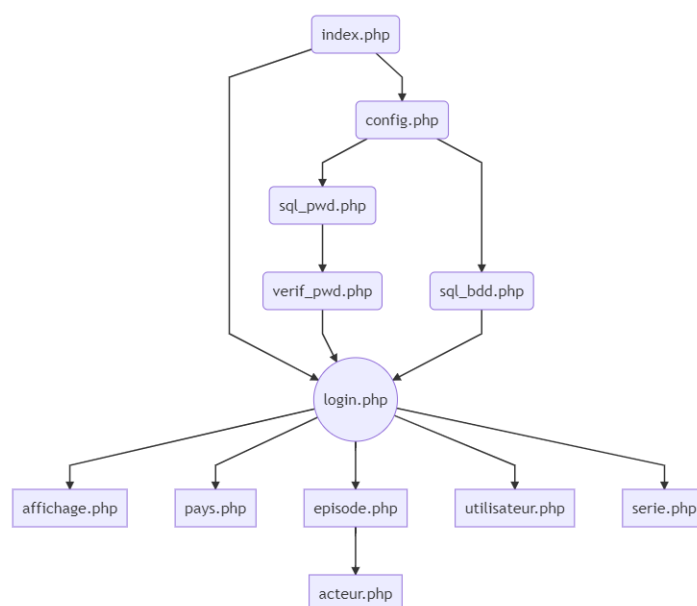 index.php
config.php
sql_pwd.php
verif_pwd.php
sql_bdd.php
login.php
affichage.php
pays.php
episode.php
utilisateur.php
serie.php
acteur.php